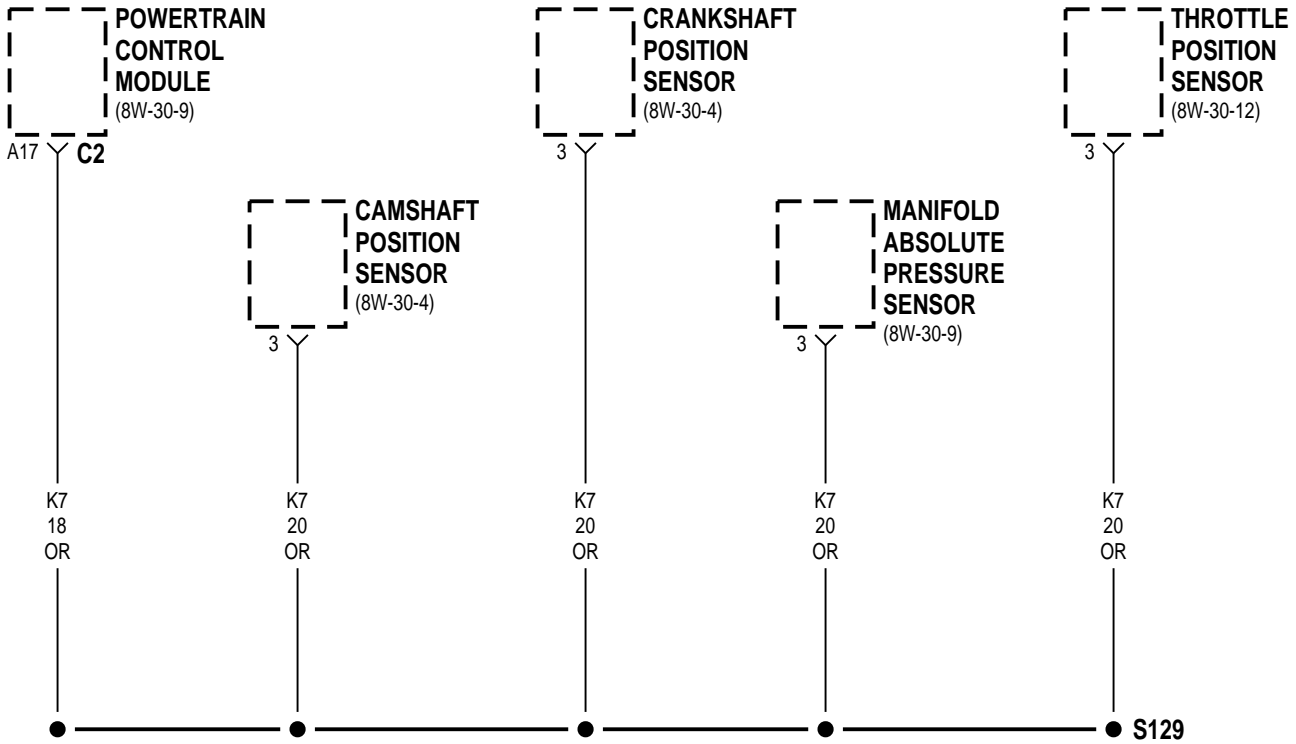 POWERTRAIN
CONTROL
MODULE
(8W-30-9)
A17
C2
CAMSHAFT
POSITION
SENSOR
(8W-30-4)
3
CRANKSHAFT
POSITION
SENSOR
(8W-30-4)
3
MANIFOLD
ABSOLUTE
PRESSURE
SENSOR
(8W-30-9)
3
THROTTLE
POSITION
SENSOR
(8W-30-12)
3
K7
18
OR
K7
20
OR
K7
20
OR
K7
20
OR
K7
20
OR
S129